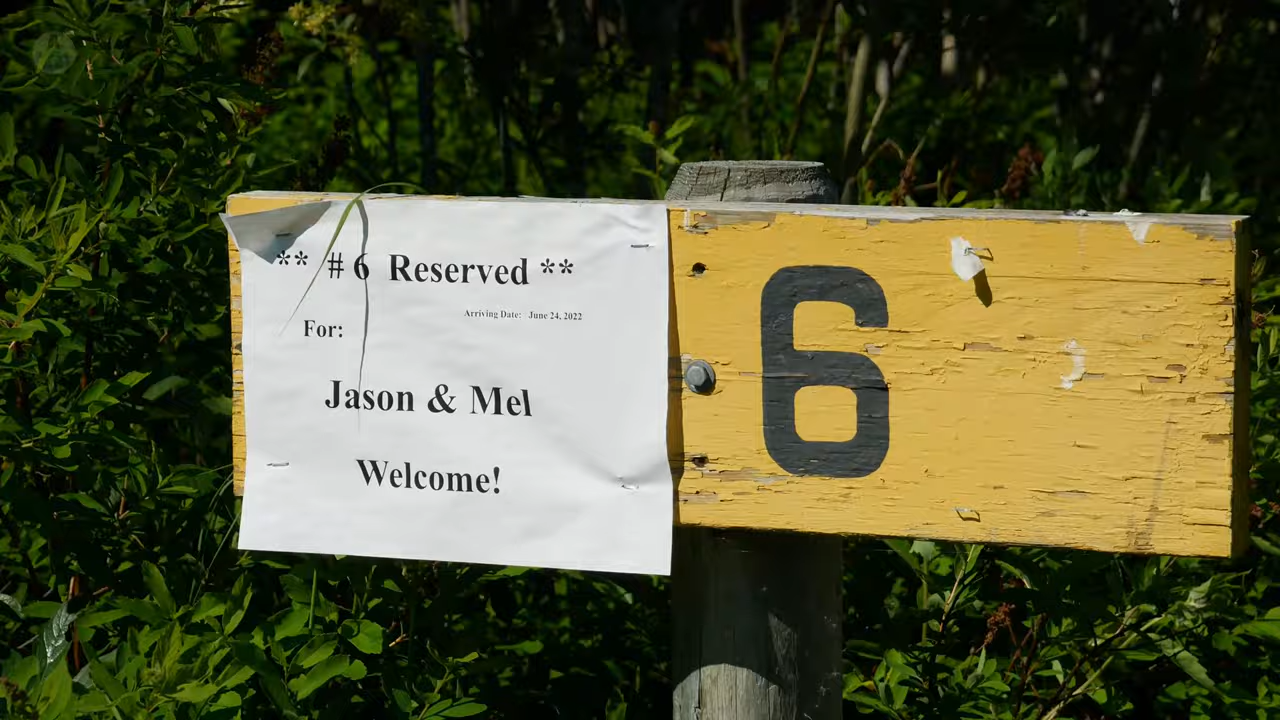 ** # 6 Reserved **
Arriving Date: June 24, 2022
For:
Jason & Mel
Welcome!
6